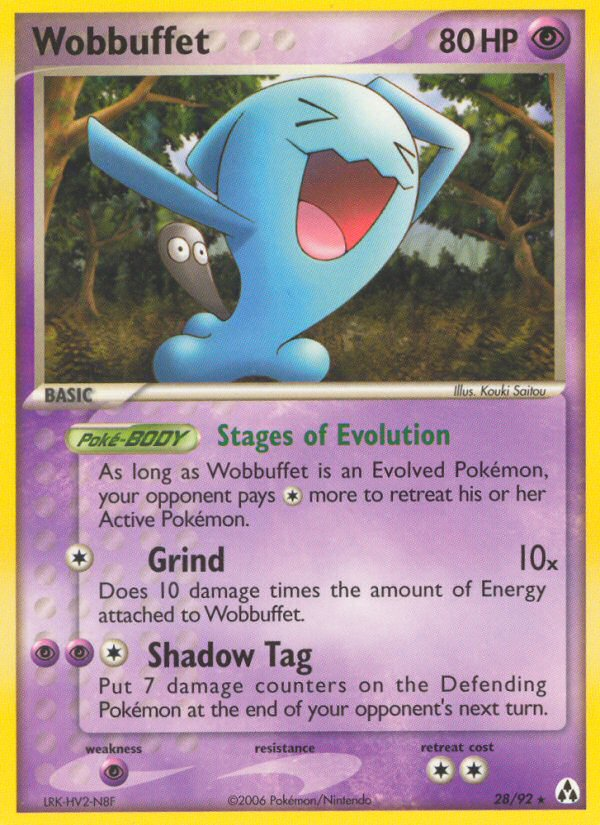 Wobbuffet 80 HP
BASIC
Illus. Kouki Saitou
Poké-BODY Stages of Evolution
As long as Wobbuffet is an Evolved Pokémon,
your opponent pays more to retreat his or her
Active Pokémon.
Grind 10x
Does 10 damage times the amount of Energy
attached to Wobbuffet.
Shadow Tag
Put 7 damage counters on the Defending
Pokémon at the end of your opponent's next turn.
weakness resistance retreat cost
LRK-HV2-N8F ©2006 Pokémon/Nintendo 28/92 ★